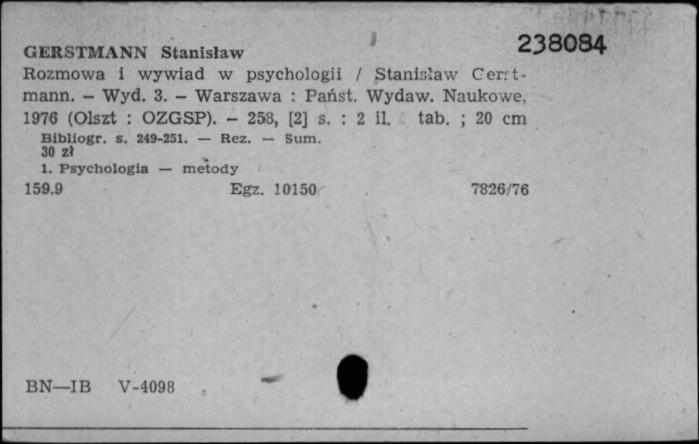 238084
GERSTMANN Stanisław
Rozmowa i wywiad w psychologii / Stanisław Gerst-
mann. – Wyd. 3. – Warszawa : Państ. Wydaw. Naukowe,
1976 (Olszt : OZGSP). – 258, [2] s. : 2 il. tab. ; 20 cm
Bibliogr. s. 249-251. — Rez. — Sum.
30 zł
1. Psychologia — metody
159.9 Egz. 10150 7826/76
BN—IB V-4098